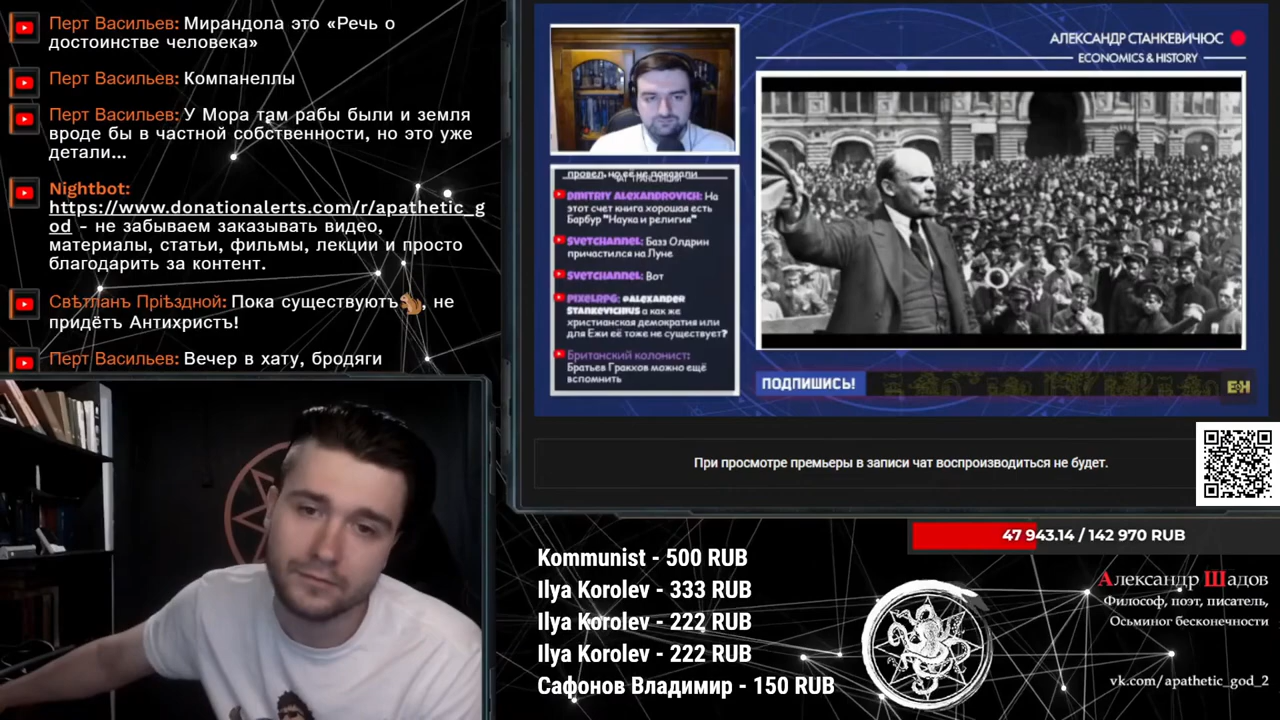 Перт Васильев: Мирандола это «Речь о
достоинстве человека»
Перт Васильев: Компанеллы
Перт Васильев: У Мора там рабы были и земля
вроде бы в частной собственности, но это уже
детали...
Nightbot:
https://www.donationalerts.com/r/apathetic_g
od - не забываем заказывать видео,
материалы, статьи, фильмы, лекции и просто
благодарить за контент.
Свѣтланъ Пріѣздной: Пока существуютъ🐿, не
придётъ Антихристъ!
Перт Васильев: Вечер в хату, бродяги
АЛЕКСАНДР СТАНКЕВИЧЮС
ECONOMICS & HISTORY
провел, но её не показали
DMITRIY ALEXANDROVICH: На
этот счет книга хорошая есть
Барбур "Наука и религия"
SVETCHANNEL: Базз Олдрин
причастился на Луне
SVETCHANNEL: Вот
PIXELRPG: @ALEXANDER
STANKEVICHUS а как же
христианская демократия или
для Ежи её тоже не существует?
Британский колонист:
Братьев Гракхов можно ещё
вспомнить
ПОДПИШИСЬ!
E&H
При просмотре премьеры в записи чат воспроизводиться не будет.
47 943.14 / 142 970 RUB
Kommunist - 500 RUB
Ilya Korolev - 333 RUB
Ilya Korolev - 222 RUB
Ilya Korolev - 222 RUB
Сафонов Владимир - 150 RUB
Александр Шадов
Философ, поэт, писатель,
Осьминог бесконечности
vk.com/apathetic_god_2